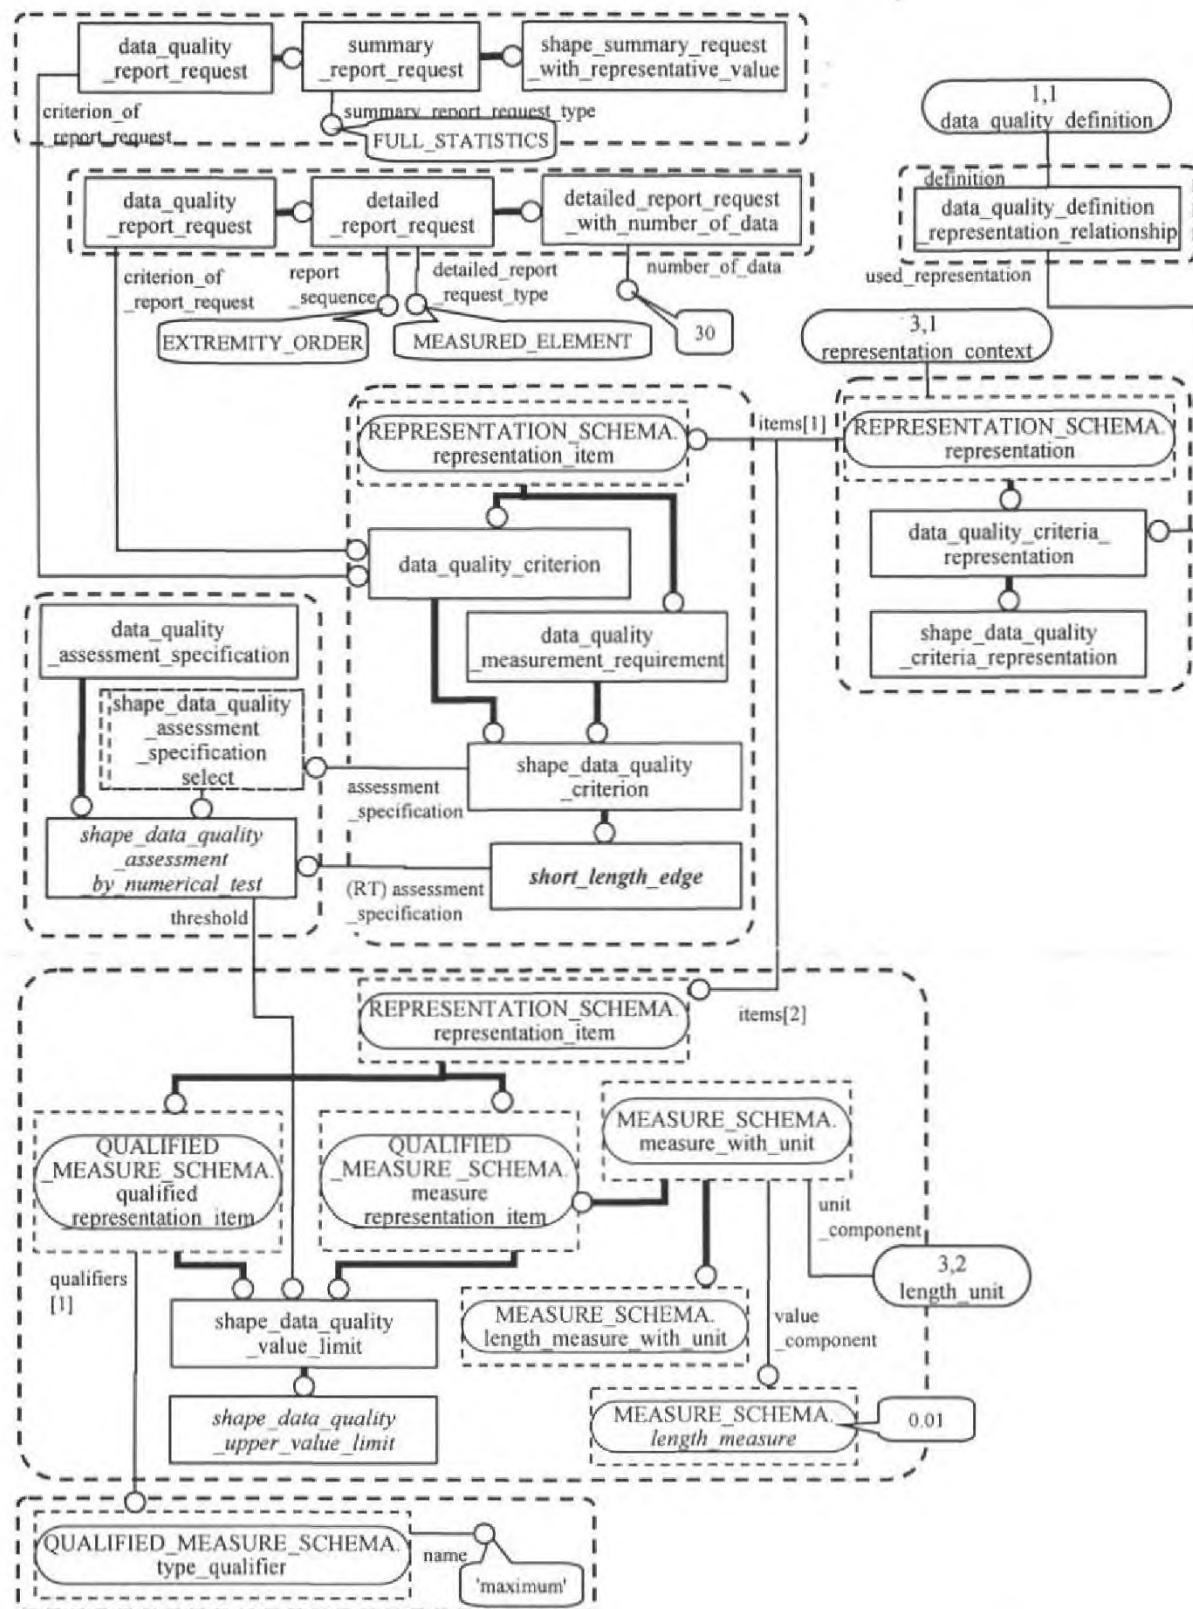 data_quality
_report_request
summary
_report_request
shape_summary_request
_with_representative_value
criterion_of
_report_request
summary_report_request_type
FULL_STATISTICS
1,1
data_quality_definition
data_quality
_report_request
detailed
_report_request
detailed_report_request
_with_number_of_data
definition
data_quality_definition
_representation_relationship
used_representation
criterion_of
_report_request
report
_sequence
detailed_report
_request_type
number_of_data
EXTREMITY_ORDER
MEASURED_ELEMENT
30
3,1
representation_context
REPRESENTATION_SCHEMA.
representation_item
items[1]
REPRESENTATION_SCHEMA.
representation
data_quality_criterion
data_quality_criteria_
representation
data_quality
_assessment_specification
data_quality
_measurement_requirement
shape_data_quality
_criteria_representation
shape_data_quality
_assessment
_specification
_select
assessment
_specification
shape_data_quality
_criterion
shape_data_quality
_assessment
_by_numerical_test
(RT) assessment
_specification
short_length_edge
threshold
REPRESENTATION_SCHEMA.
representation_item
items[2]
QUALIFIED
_MEASURE_SCHEMA.
qualified
_representation_item
QUALIFIED
_MEASURE_SCHEMA.
measure
_representation_item
MEASURE_SCHEMA.
measure_with_unit
unit
_component
3,2
length_unit
qualifiers
[1]
shape_data_quality
_value_limit
MEASURE_SCHEMA.
length_measure_with_unit
value
_component
shape_data_quality
_upper_value_limit
MEASURE_SCHEMA.
length_measure
0.01
QUALIFIED_MEASURE_SCHEMA.
type_qualifier
name
'maximum'